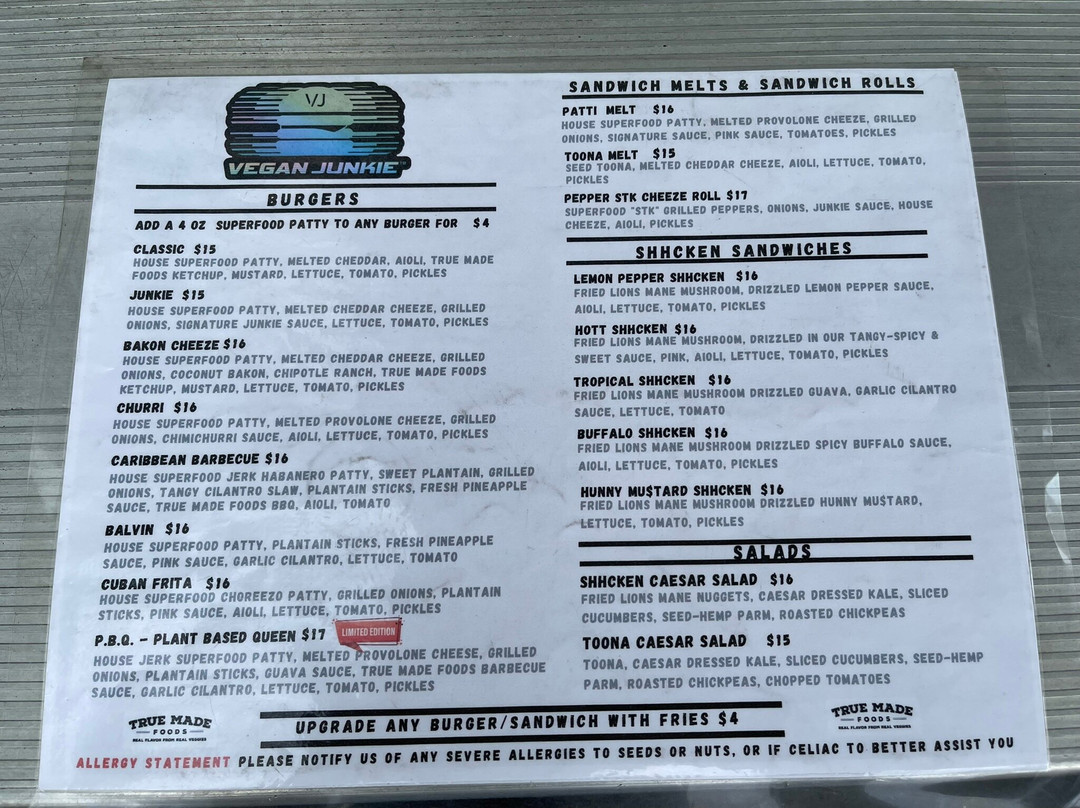 VJ
VEGAN JUNKIE™
BURGERS
ADD A 4 OZ SUPERFOOD PATTY TO ANY BURGER FOR $4
CLASSIC $15
HOUSE SUPERFOOD PATTY, MELTED CHEDDAR, AIOLI, TRUE MADE
FOODS KETCHUP, MUSTARD, LETTUCE, TOMATO, PICKLES
JUNKIE $15
HOUSE SUPERFOOD PATTY, MELTED CHEDDAR CHEEZE, GRILLED
ONIONS, SIGNATURE JUNKIE SAUCE, LETTUCE, TOMATO, PICKLES
BAKON CHEEZE $16
HOUSE SUPERFOOD PATTY, MELTED CHEDDAR CHEEZE, GRILLED
ONIONS, COCONUT BAKON, CHIPOTLE RANCH, TRUE MADE FOODS
KETCHUP, MUSTARD, LETTUCE, TOMATO, PICKLES
CHURRI $16
HOUSE SUPERFOOD PATTY, MELTED PROVOLONE CHEEZE, GRILLED
ONIONS, CHIMICHURRI SAUCE, AIOLI, LETTUCE, TOMATO, PICKLES
CARIBBEAN BARBECUE $16
HOUSE SUPERFOOD JERK HABANERO PATTY, SWEET PLANTAIN, GRILLED
ONIONS, TANGY CILANTRO SLAW, PLANTAIN STICKS, FRESH PINEAPPLE
SAUCE, TRUE MADE FOODS BBQ, AIOLI, TOMATO
BALVIN $16
HOUSE SUPERFOOD PATTY, PLANTAIN STICKS, FRESH PINEAPPLE
SAUCE, PINK SAUCE, GARLIC CILANTRO, LETTUCE, TOMATO
CUBAN FRITA $16
HOUSE SUPERFOOD CHOREEZO PATTY, GRILLED ONIONS, PLANTAIN
STICKS, PINK SAUCE, AIOLI, LETTUCE, TOMATO, PICKLES
P.B.Q. - PLANT BASED QUEEN $17 LIMITED EDITION
HOUSE JERK SUPERFOOD PATTY, MELTED PROVOLONE CHEESE, GRILLED
ONIONS, PLANTAIN STICKS, GUAVA SAUCE, TRUE MADE FOODS BARBECUE
SAUCE, GARLIC CILANTRO, LETTUCE, TOMATO, PICKLES
SANDWICH MELTS & SANDWICH ROLLS
PATTI MELT $16
HOUSE SUPERFOOD PATTY, MELTED PROVOLONE CHEEZE, GRILLED
ONIONS, SIGNATURE SAUCE, PINK SAUCE, TOMATOES, PICKLES
TOONA MELT $15
SEED TOONA, MELTED CHEDDAR CHEEZE, AIOLI, LETTUCE, TOMATO,
PICKLES
PEPPER STK CHEEZE ROLL $17
SUPERFOOD "STK" GRILLED PEPPERS, ONIONS, JUNKIE SAUCE, HOUSE
CHEEZE, AIOLI, PICKLES
SHHCKEN SANDWICHES
LEMON PEPPER SHHCKEN $16
FRIED LIONS MANE MUSHROOM, DRIZZLED LEMON PEPPER SAUCE,
AIOLI, LETTUCE, TOMATO, PICKLES
HOTT SHHCKEN $16
FRIED LIONS MANE MUSHROOM, DRIZZLED IN OUR TANGY-SPICY &
SWEET SAUCE, PINK, AIOLI, LETTUCE, TOMATO, PICKLES
TROPICAL SHHCKEN $16
FRIED LIONS MANE MUSHROOM DRIZZLED GUAVA, GARLIC CILANTRO
SAUCE, LETTUCE, TOMATO
BUFFALO SHHCKEN $16
FRIED LIONS MANE MUSHROOM DRIZZLED SPICY BUFFALO SAUCE,
AIOLI, LETTUCE, TOMATO, PICKLES
HUNNY MU$TARD SHHCKEN $16
FRIED LIONS MANE MUSHROOM DRIZZLED HUNNY MU$TARD,
LETTUCE, TOMATO, PICKLES
SALADS
SHHCKEN CAESAR SALAD $16
FRIED LIONS MANE NUGGETS, CAESAR DRESSED KALE, SLICED
CUCUMBERS, SEED-HEMP PARM, ROASTED CHICKPEAS
TOONA CAESAR SALAD $15
TOONA, CAESAR DRESSED KALE, SLICED CUCUMBERS, SEED-HEMP
PARM, ROASTED CHICKPEAS, CHOPPED TOMATOES
TRUE MADE
FOODS
REAL FLAVOR FROM REAL VEGGIES
UPGRADE ANY BURGER/SANDWICH WITH FRIES $4
TRUE MADE
FOODS
REAL FLAVOR FROM REAL VEGGIES
ALLERGY STATEMENT PLEASE NOTIFY US OF ANY SEVERE ALLERGIES TO SEEDS OR NUTS, OR IF CELIAC TO BETTER ASSIST YOU